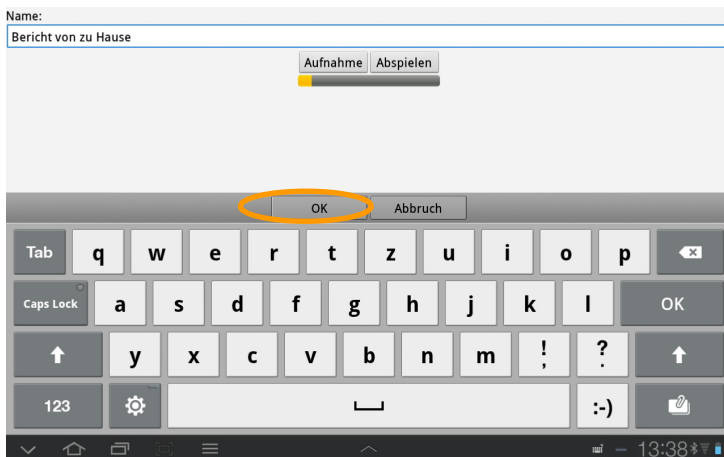 Name:
Bericht von zu Hause
Aufnahme Abspielen
OK Abbruch
Tab q w e r t z u i o p
Caps Lock a s d f g h j k l OK
y x c v b n m ! , ? .
123 :-)
13:38